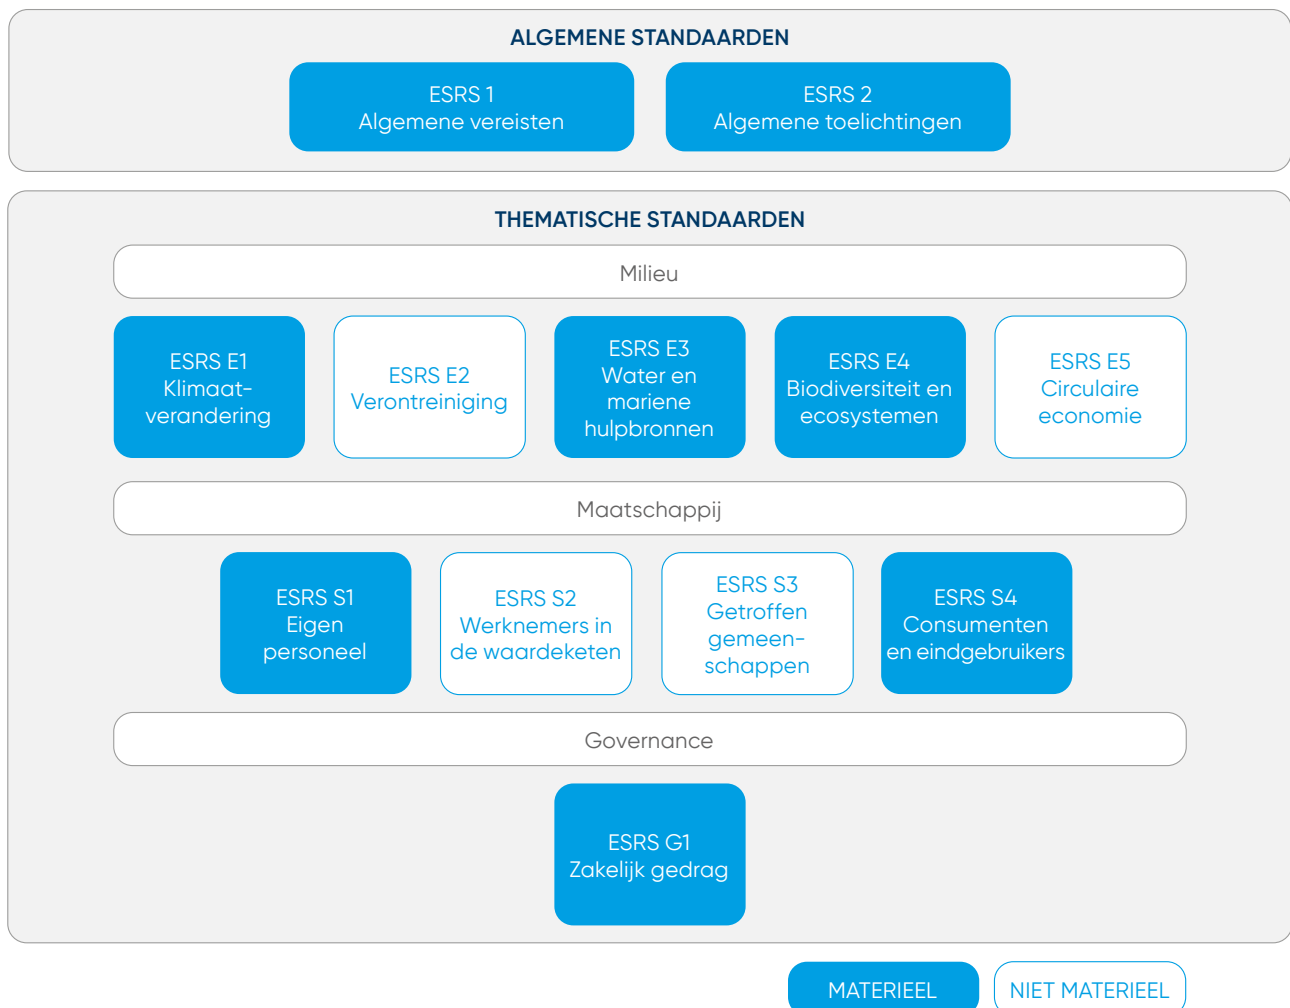 ALGEMENE STANDAARDEN
ESRS 1
Algemene vereisten
ESRS 2
Algemene toelichtingen
THEMATISCHE STANDAARDEN
Milieu
ESRS E1
Klimaat-
verandering
ESRS E2
Verontreiniging
ESRS E3
Water en
mariene
hulpbronnen
ESRS E4
Biodiversiteit en
ecosystemen
ESRS E5
Circulaire
economie
Maatschappij
ESRS S1
Eigen
personeel
ESRS S2
Werknemers in
de waardeketen
ESRS S3
Getroffen
gemeen-
schappen
ESRS S4
Consumenten
en eindgebruikers
Governance
ESRS G1
Zakelijk gedrag
MATERIEEL
NIET MATERIEEL